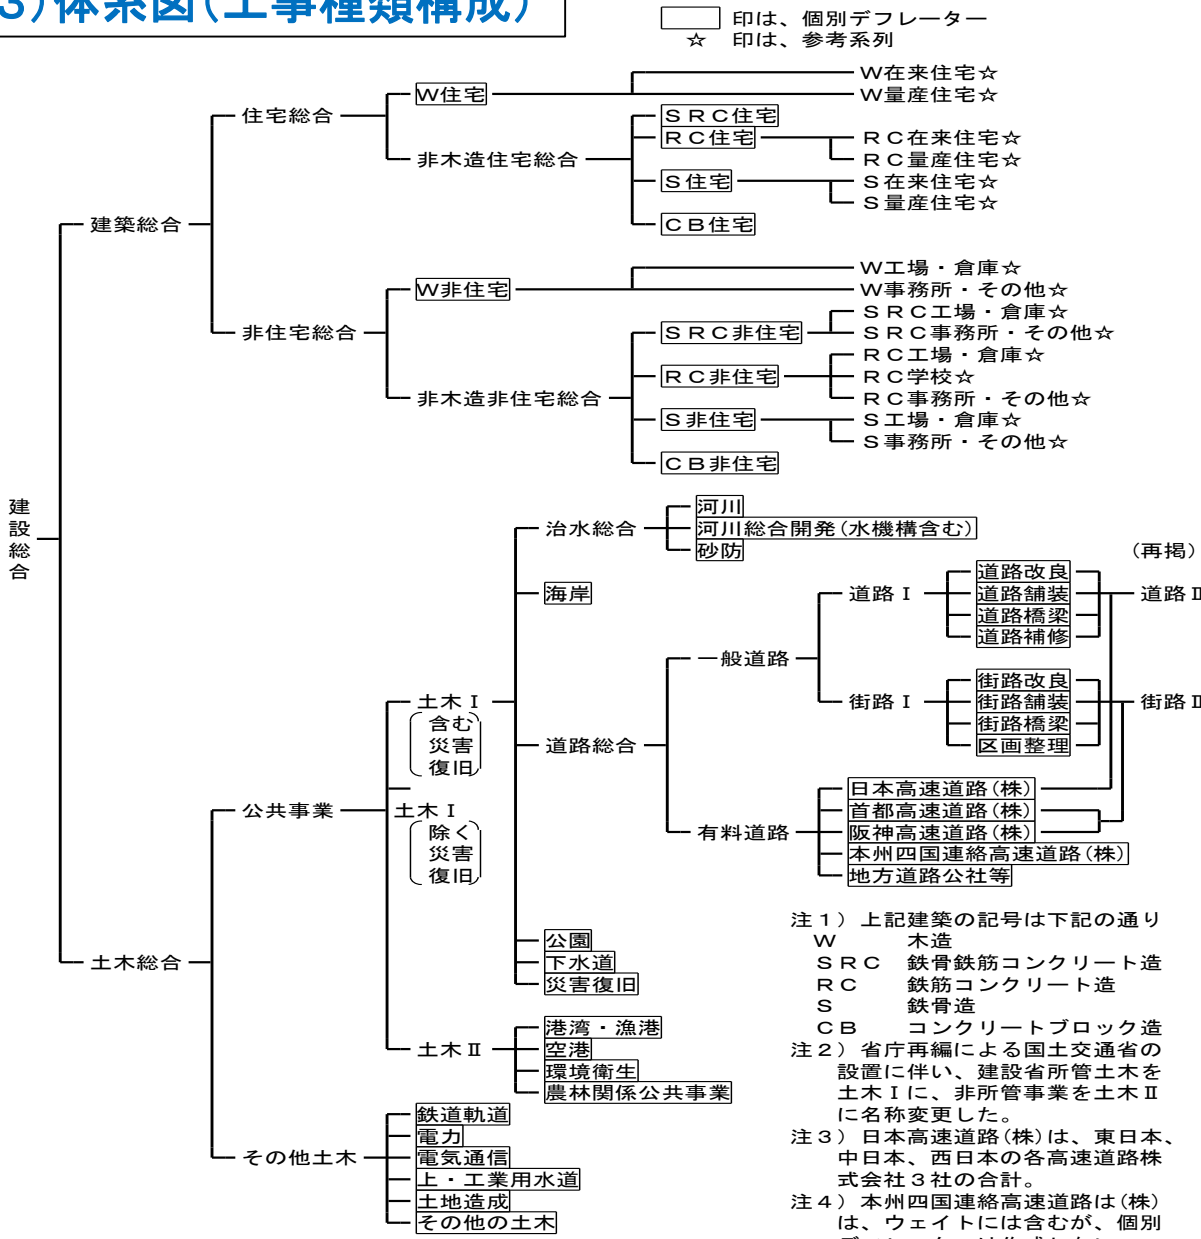 3）体系図（工事種類構成）
印は、個別デフレーター
☆　印は、参考系列
W在来住宅☆
W住宅
W量産住宅☆
住宅総合
SRC住宅
RC住宅
RC在来住宅☆
非木造住宅総合
RC量産住宅☆
S住宅
S在来住宅☆
S量産住宅☆
建築総合
CB住宅
W工場・倉庫☆
W非住宅
W事務所・その他☆
SRC工場・倉庫☆
非住宅総合
SRC非住宅
SRC事務所・その他☆
RC工場・倉庫☆
RC非住宅
RC学校☆
非木造非住宅総合
RC事務所・その他☆
S非住宅
S工場・倉庫☆
S事務所・その他☆
CB非住宅
建設総合
河川
治水総合
河川総合開発(水機構含む)
砂防
（再掲）
道路改良
海岸
道路Ⅰ
道路舗装
道路Ⅱ
道路橋梁
道路補修
一般道路
街路改良
土木Ⅰ
街路Ⅰ
街路舗装
街路Ⅱ
含む
街路橋梁
災害
道路総合
区画整理
復旧
日本高速道路(株)
公共事業
土木Ⅰ
首都高速道路(株)
除く
有料道路
阪神高速道路(株)
災害
本州四国連絡高速道路(株)
復旧
地方道路公社等
公園
土木総合
下水道
災害復旧
港湾・漁港
土木Ⅱ
空港
環境衛生
農林関係公共事業
鉄道軌道
電力
その他土木
電気通信
上・工業用水道
土地造成
その他の土木
注1）上記建築の記号は下記の通り
W　木造
SRC　鉄骨鉄筋コンクリート造
RC　鉄筋コンクリート造
S　鉄骨造
CB　コンクリートブロック造
注2）省庁再編による国土交通省の
設置に伴い、建設省所管土木を
土木Ⅰに、非所管事業を土木Ⅱ
に名称変更した。
注3）日本高速道路(株)は、東日本、
中日本、西日本の各高速道路株
式会社3社の合計。
注4）本州四国連絡高速道路は(株)
は、ウェイトには含むが、個別